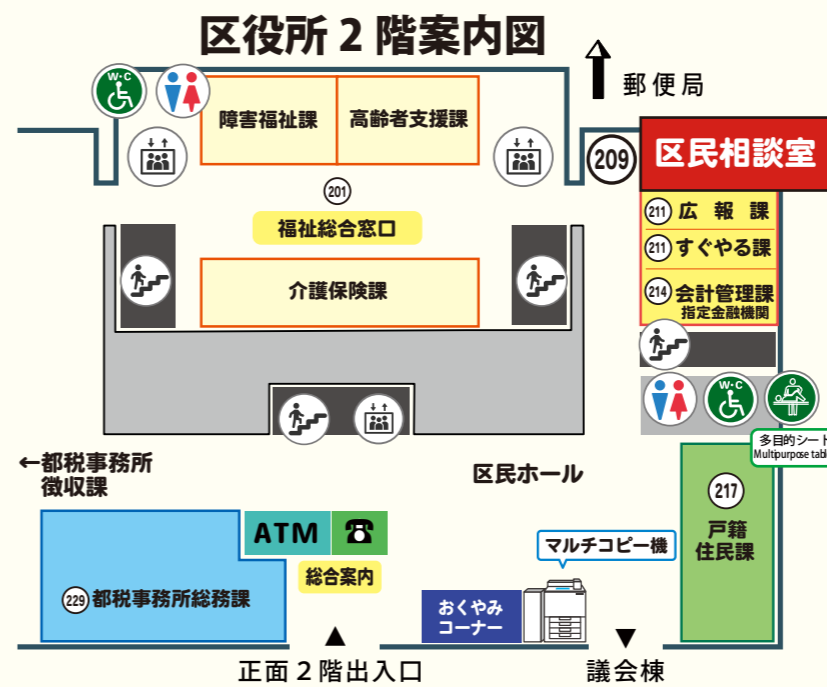 区役所２階案内図
郵便局
W・C
障害福祉課
高齢者支援課
209
区民相談室
201
福祉総合窓口
211 広報課
211 すぐやる課
214 会計管理課
指定金融機関
介護保険課
W・C
多目的シート
Multipurpose table
←都税事務所
徴収課
区民ホール
217
戸籍
住民課
ATM
総合案内
マルチコピー機
229 都税事務所総務課
おくやみ
コーナー
▲
正面２階出入口
▼
議会棟